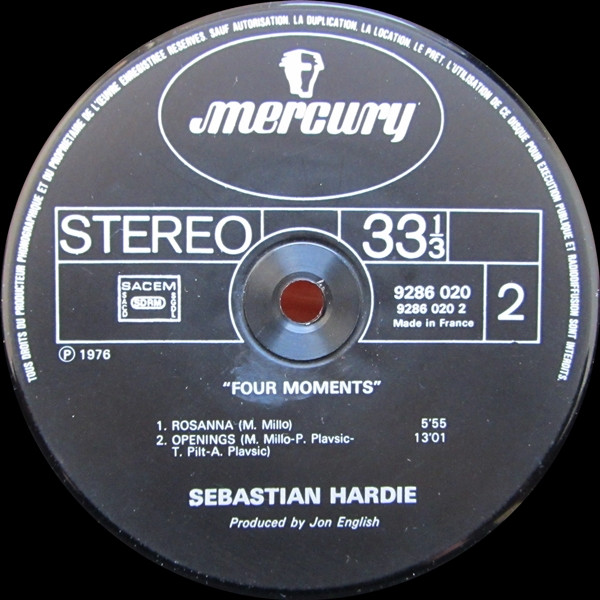 TOUS DROITS DU PRODUCTEUR PHONOGRAPHIQUE ET DU PROPRIETAIRE DE L'ŒUVRE ENREGISTREE RESERVES. SAUF AUTORISATION. LA DUPLICATION. LA LOCATION. LE PRET. L'UTILISATION DE CE DISQUE POUR EXECUTION PUBLIQUE ET RADIODIFFUSION SONT INTERDITS.
mercury
STEREO 33 1/3
SACEM
SACD SDRM SGDL
9286 020
9286 020 2
Made in France
2
Ⓟ 1976
"FOUR MOMENTS"
1. ROSANNA (M. Millo) 5'55
2. OPENINGS (M. Millo-P. Plavsic- 13'01
T. Pilt-A. Plavsic)
SEBASTIAN HARDIE
Produced by Jon English